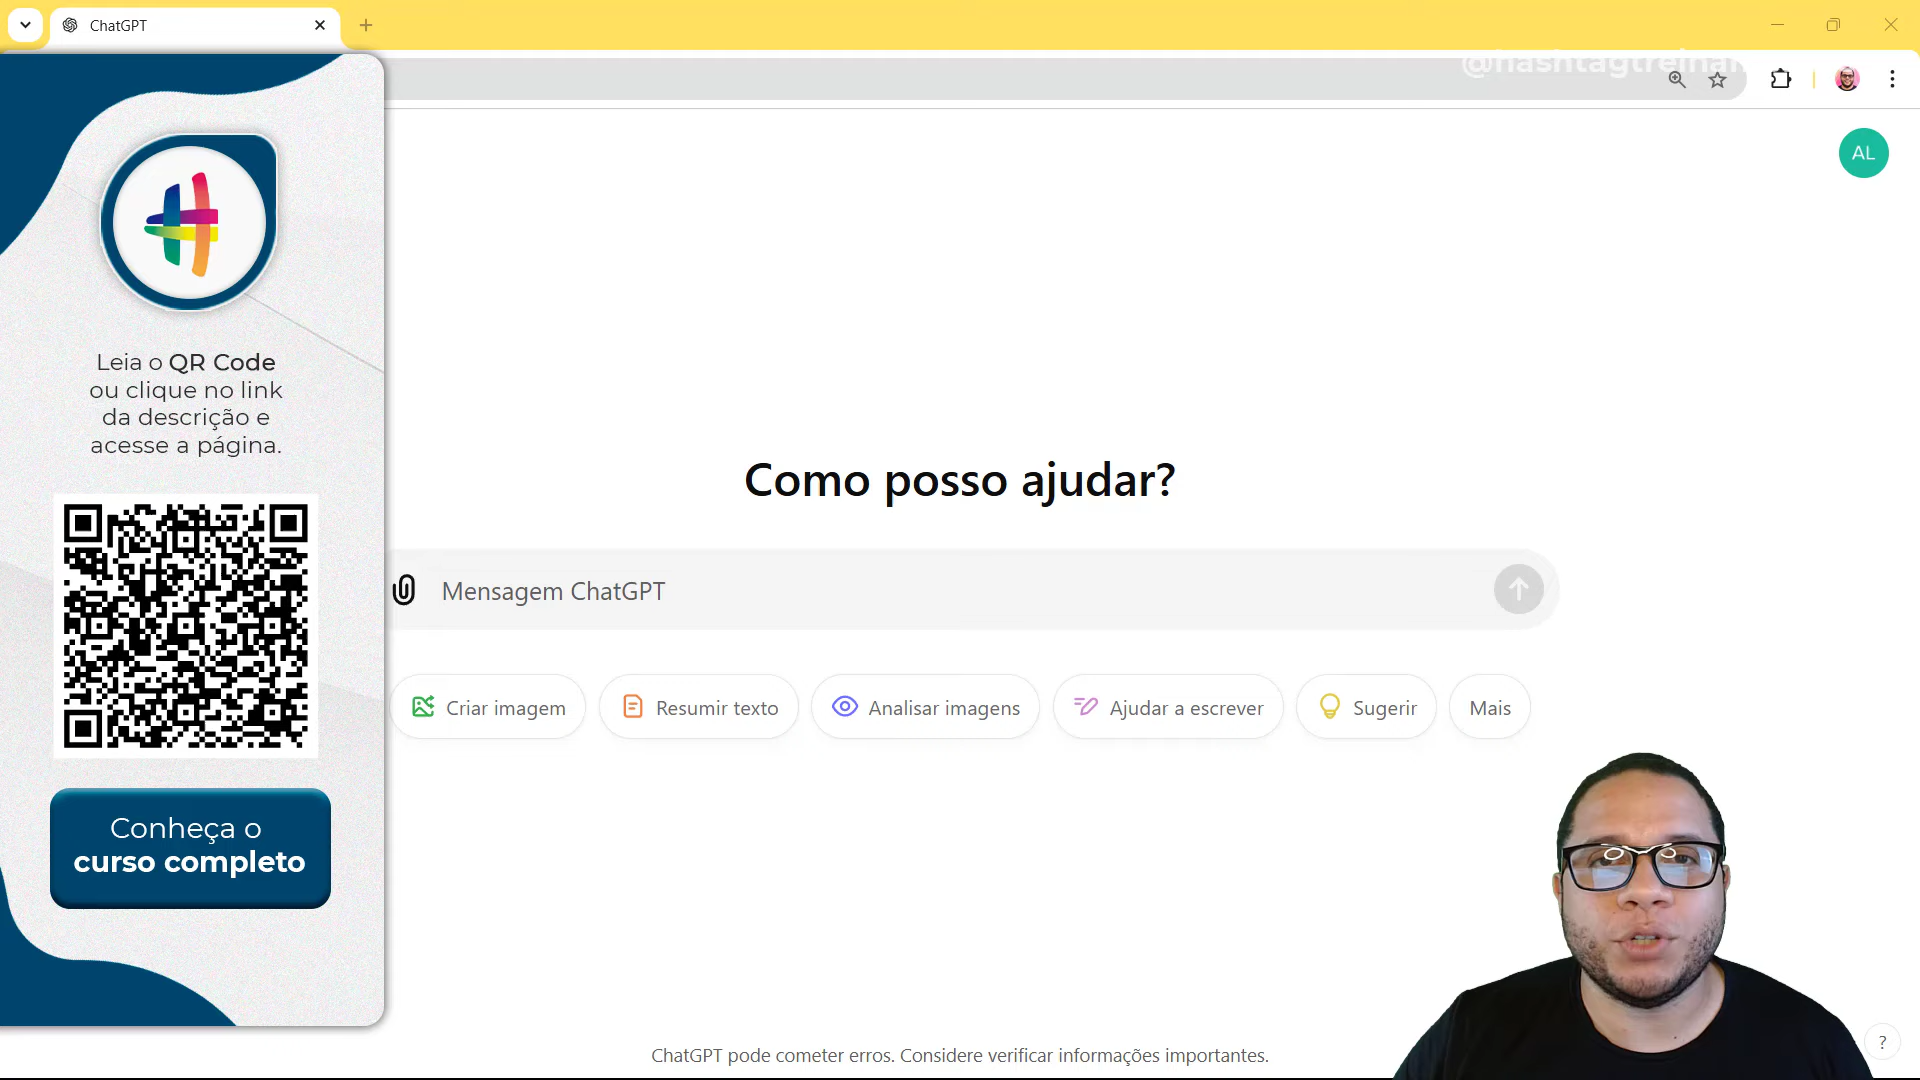 ChatGPT
AL
Leia o QR Code
ou clique no link
da descrição e
acesse a página.
Como posso ajudar?
Mensagem ChatGPT
Criar imagem
Resumir texto
Analisar imagens
Ajudar a escrever
Sugerir
Mais
Conheça o
curso completo
ChatGPT pode cometer erros. Considere verificar informações importantes.
?